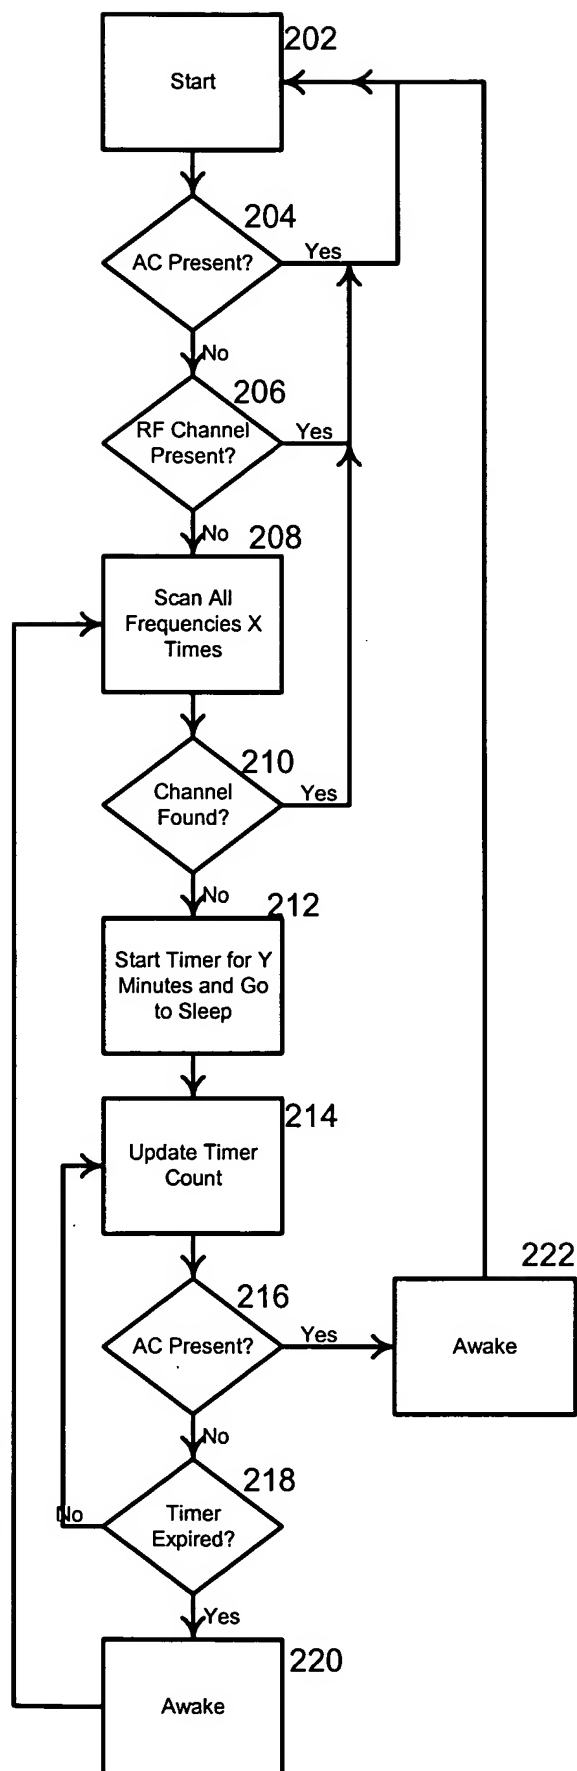 202
Start
204
AC Present?
Yes
No
206
RF Channel
Present?
Yes
No
208
Scan All
Frequencies X
Times
210
Channel
Found?
Yes
No
212
Start Timer for Y
Minutes and Go
to Sleep
214
Update Timer
Count
216
AC Present?
Yes
222
Awake
No
218
Timer
Expired?
No
Yes
220
Awake